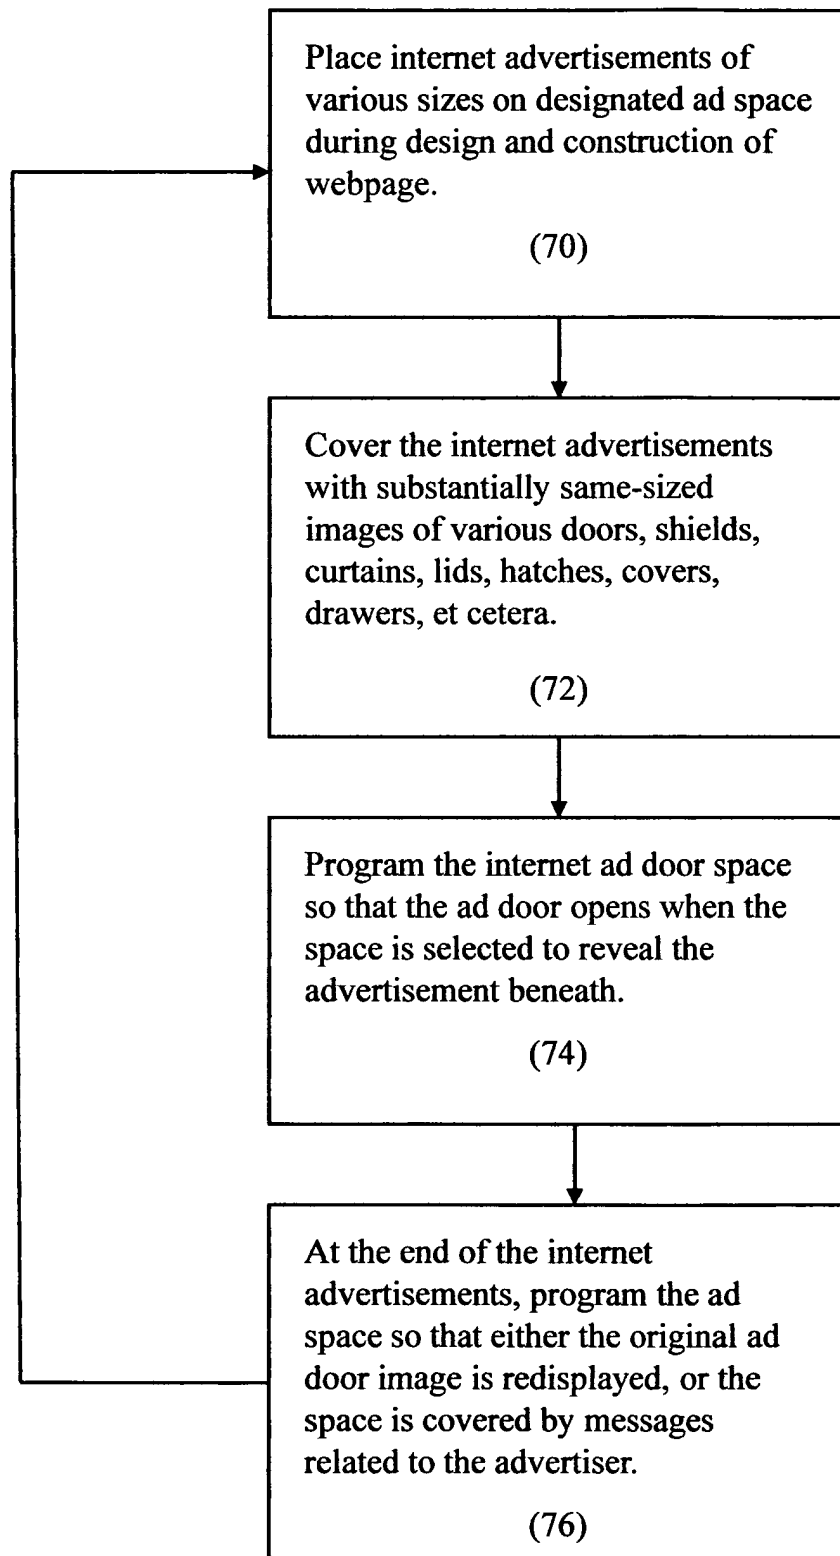 Place internet advertisements of
various sizes on designated ad space
during design and construction of
webpage.
(70)
Cover the internet advertisements
with substantially same-sized
images of various doors, shields,
curtains, lids, hatches, covers,
drawers, et cetera.
(72)
Program the internet ad door space
so that the ad door opens when the
space is selected to reveal the
advertisement beneath.
(74)
At the end of the internet
advertisements, program the ad
space so that either the original ad
door image is redisplayed, or the
space is covered by messages
related to the advertiser.
(76)